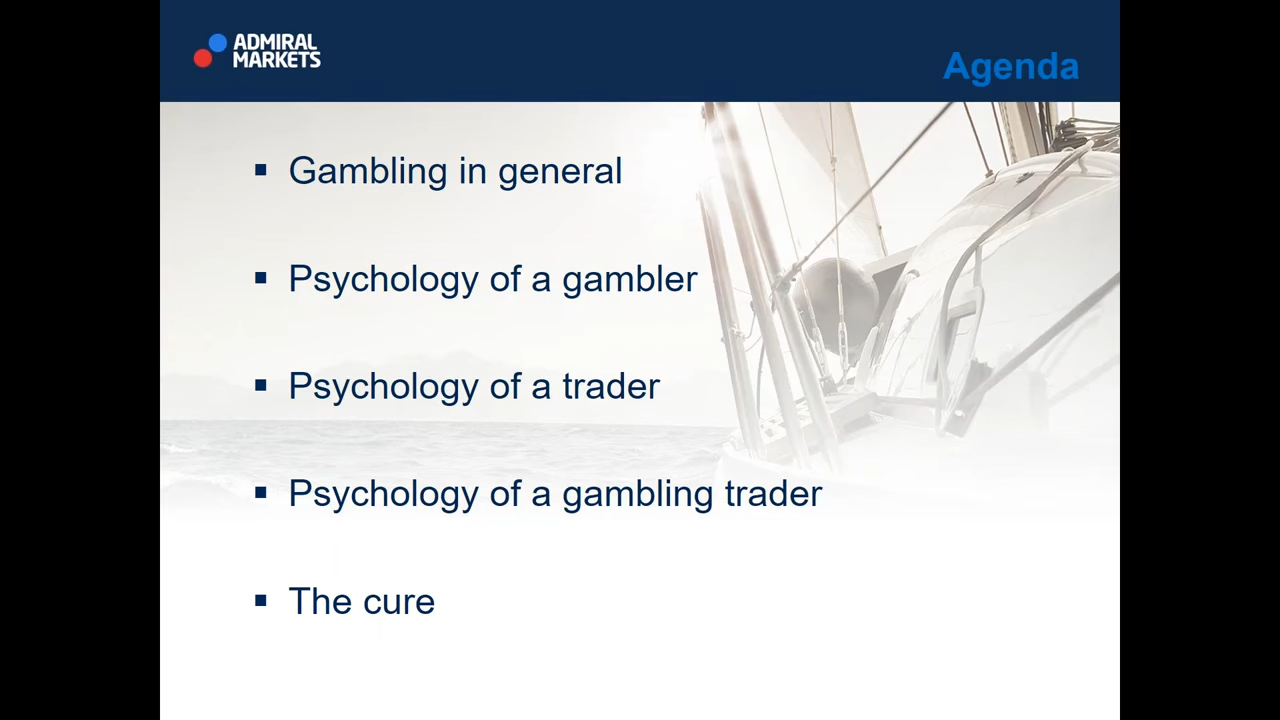 ADMIRAL
MARKETS
Agenda
▪ Gambling in general
▪ Psychology of a gambler
▪ Psychology of a trader
▪ Psychology of a gambling trader
▪ The cure